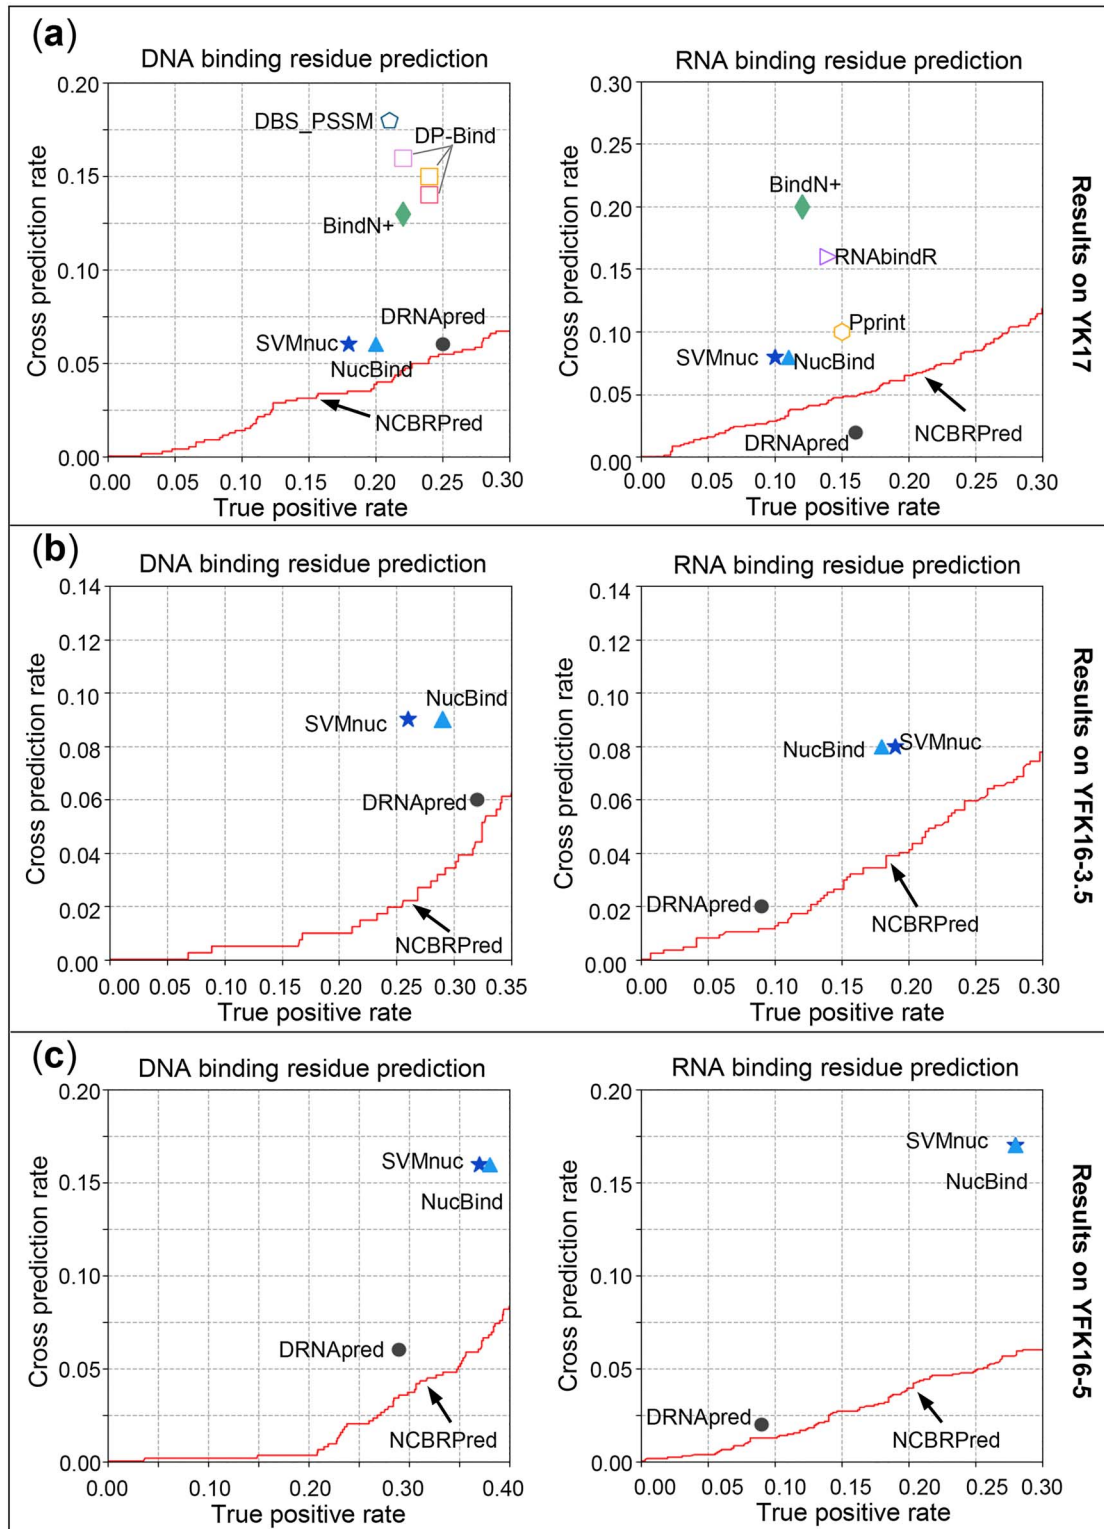 (a)
DNA binding residue prediction
Cross prediction rate
0.20
0.15
0.10
0.05
0.00
DBS_PSSM
DP-Bind
BindN+
DRNApred
SVMnuc
NucBind
NCBRPred
0.00 0.05 0.10 0.15 0.20 0.25 0.30
True positive rate
RNA binding residue prediction
Cross prediction rate
0.30
0.25
0.20
0.15
0.10
0.05
0.00
BindN+
RNAbindR
Pprint
SVMnuc
NucBind
DRNApred
NCBRPred
0.00 0.05 0.10 0.15 0.20 0.25 0.30
True positive rate
Results on YK17
(b)
DNA binding residue prediction
Cross prediction rate
0.14
0.12
0.10
0.08
0.06
0.04
0.02
0.00
NucBind
SVMnuc
DRNApred
NCBRPred
0.00 0.05 0.10 0.15 0.20 0.25 0.30 0.35
True positive rate
RNA binding residue prediction
Cross prediction rate
0.14
0.12
0.10
0.08
0.06
0.04
0.02
0.00
NucBind
SVMnuc
DRNApred
NCBRPred
0.00 0.05 0.10 0.15 0.20 0.25 0.30
True positive rate
Results on YFK16-3.5
(c)
DNA binding residue prediction
Cross prediction rate
0.20
0.15
0.10
0.05
0.00
SVMnuc
NucBind
DRNApred
NCBRPred
0.00 0.10 0.20 0.30 0.40
True positive rate
RNA binding residue prediction
Cross prediction rate
0.20
0.15
0.10
0.05
0.00
SVMnuc
NucBind
DRNApred
NCBRPred
0.00 0.05 0.10 0.15 0.20 0.25 0.30
True positive rate
Results on YFK16-5